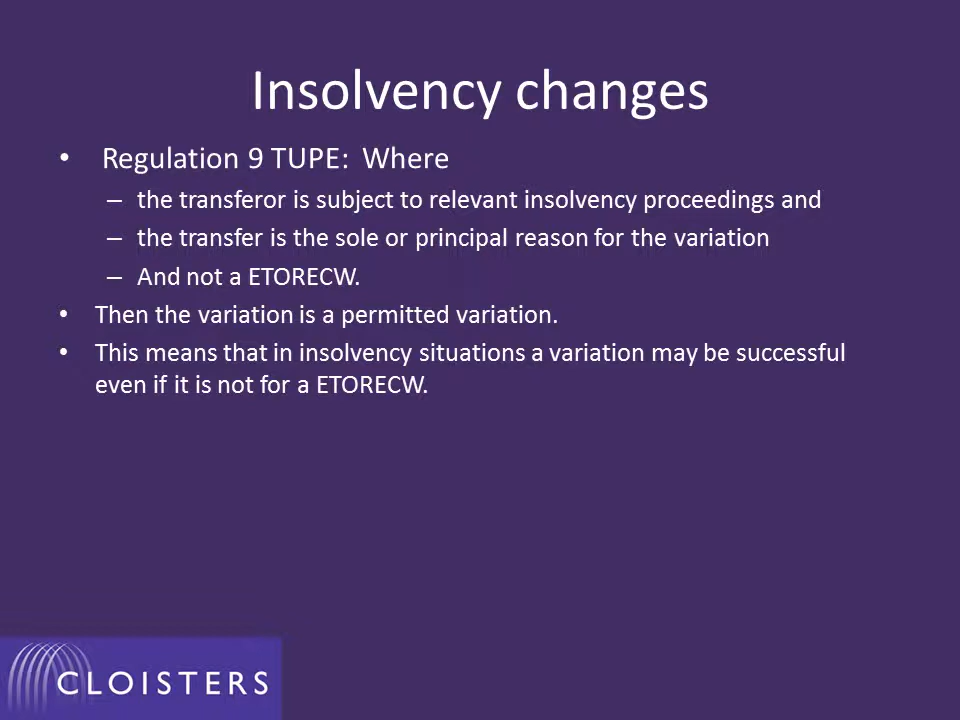 Insolvency changes
• Regulation 9 TUPE: Where
– the transferor is subject to relevant insolvency proceedings and
– the transfer is the sole or principal reason for the variation
– And not a ETORECW.
• Then the variation is a permitted variation.
• This means that in insolvency situations a variation may be successful
even if it is not for a ETORECW.
CLOISTERS